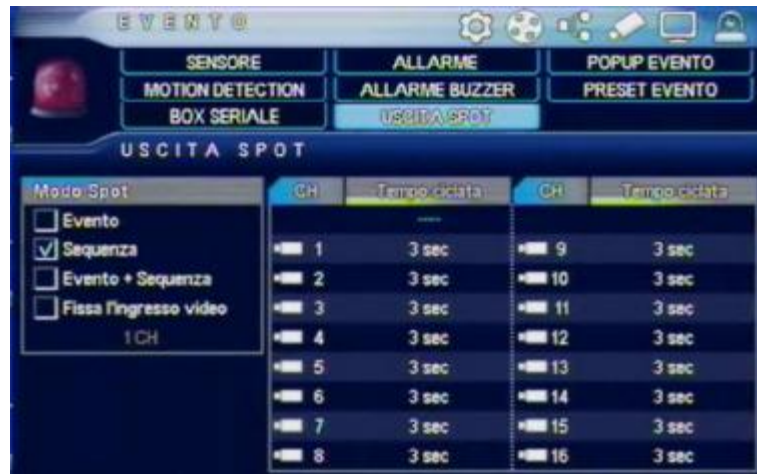 EVENTO
SENSORE ALLARME POPUP EVENTO
MOTION DETECTION ALLARME BUZZER PRESET EVENTO
BOX SERIALE USCITA SPOT
USCITA SPOT
Modo Spot
Evento
Sequenza
Evento + Sequenza
Fissa l'ingresso video
1 CH
CH Tempo ciclata CH Tempo ciclata
----
1 3 sec 9 3 sec
2 3 sec 10 3 sec
3 3 sec 11 3 sec
4 3 sec 12 3 sec
5 3 sec 13 3 sec
6 3 sec 14 3 sec
7 3 sec 15 3 sec
8 3 sec 16 3 sec